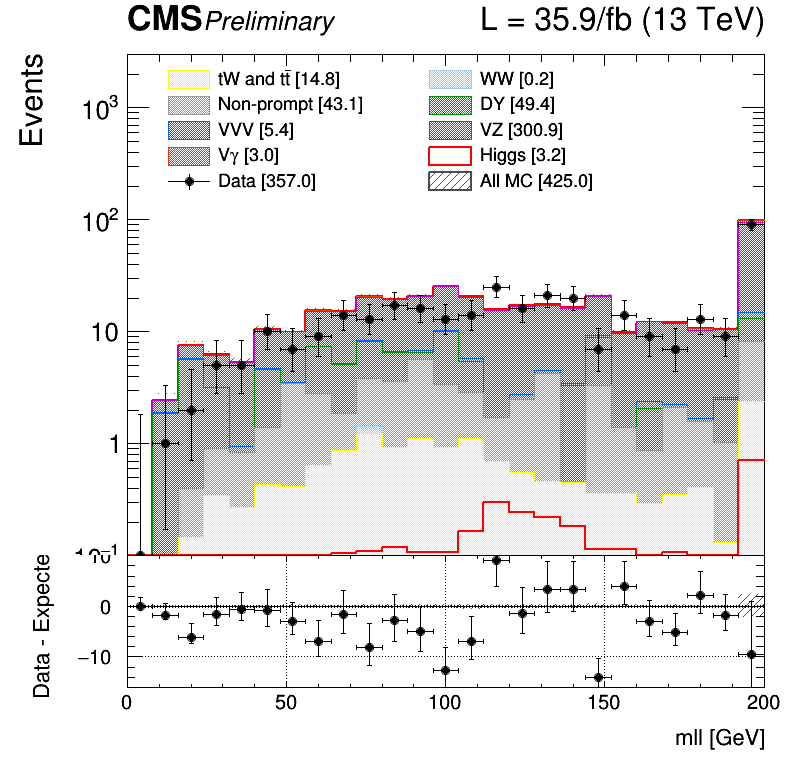 CMS Preliminary L = 35.9/fb (13 TeV)
Events
tW and tt̄ [14.8] WW [0.2]
Non-prompt [43.1] DY [49.4]
VVV [5.4] VZ [300.9]
Vγ [3.0] Higgs [3.2]
Data [357.0] All MC [425.0]
10³
10²
10
1
Data - Expecte
0
−10
0 50 100 150 200
mll [GeV]